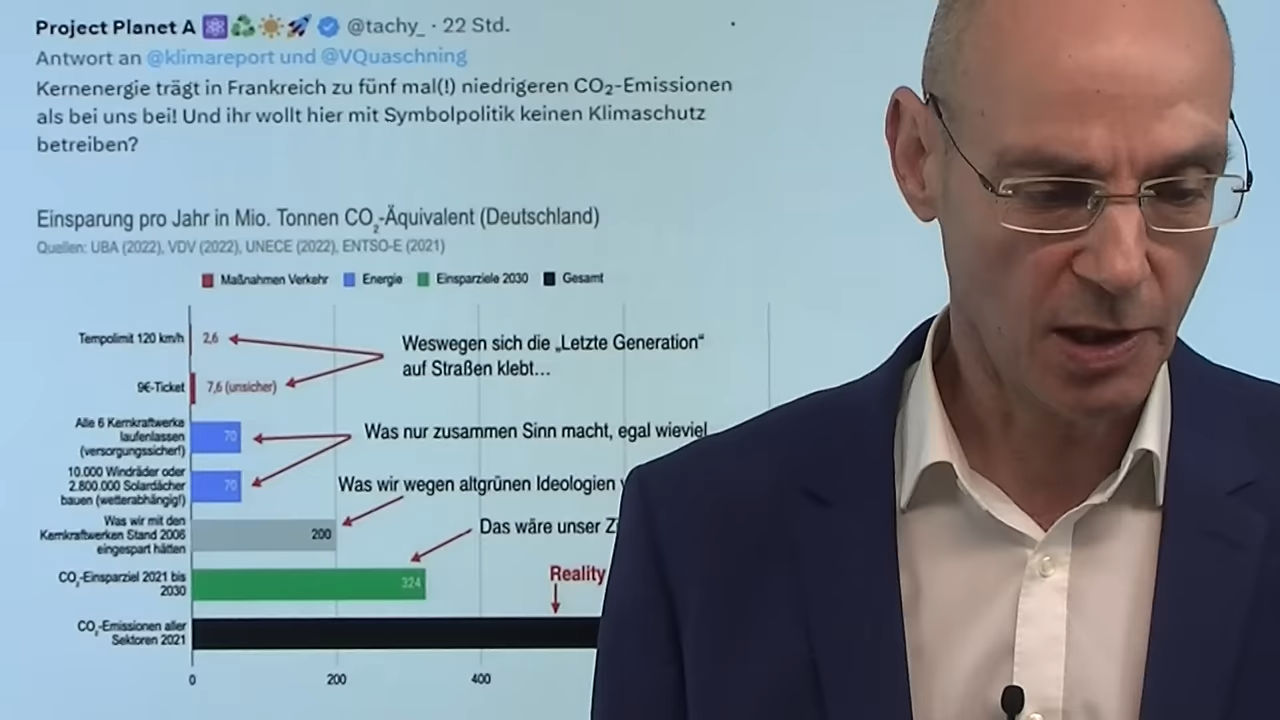 Project Planet A @tachy_ · 22 Std.
Antwort an @klimareport und @VQuaschning
Kernenergie trägt in Frankreich zu fünf mal(!) niedrigeren CO₂-Emissionen
als bei uns bei! Und ihr wollt hier mit Symbolpolitik keinen Klimaschutz
betreiben?
Einsparung pro Jahr in Mio. Tonnen CO₂-Äquivalent (Deutschland)
Quellen: UBA (2022), VDV (2022), UNECE (2022), ENTSO-E (2021)
Maßnahmen Verkehr Energie Einsparziele 2030 Gesamt
Tempolimit 120 km/h 2,6
Weswegen sich die „Letzte Generation“
auf Straßen klebt...
9€-Ticket 7,6 (unsicher)
Alle 6 Kernkraftwerke
laufenlassen
(versorgungssicher!)
70
Was nur zusammen Sinn macht, egal wieviel
10.000 Windräder oder
2.800.000 Solardächer
bauen (wetterabhängig!)
70
Was wir wegen altgrünen Ideologien
Was wir mit den
Kernkraftwerken Stand 2006
eingespart hätten
200
Das wäre unser
CO₂-Einsparziel 2021 bis
2030
324
Reality
CO₂-Emissionen aller
Sektoren 2021
0 200 400